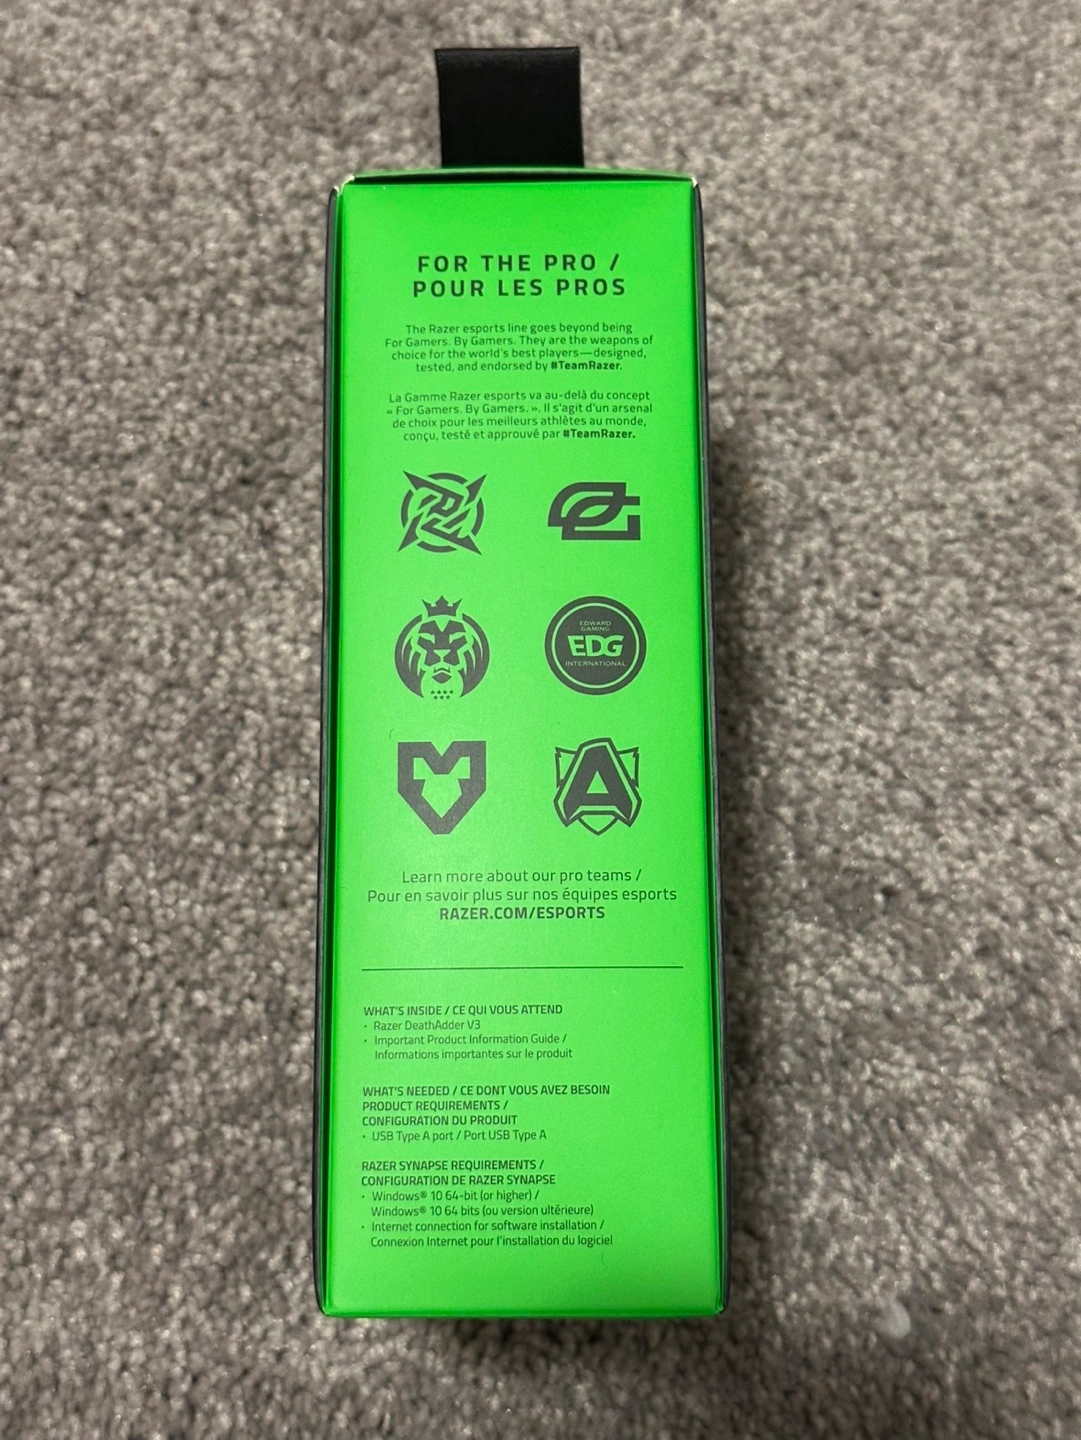 FOR THE PRO /
POUR LES PROS
The Razer esports line goes beyond being
For Gamers. By Gamers. They are the weapons of
choice for the world's best players—designed,
tested, and endorsed by #TeamRazer.
La Gamme Razer esports va au-delà du concept
« For Gamers. By Gamers. ». Il s'agit d'un arsenal
de choix pour les meilleurs athlètes au monde,
conçu, testé et approuvé par #TeamRazer.
EDWARD
GAMING
EDG
INTERNATIONAL
A
Learn more about our pro teams /
Pour en savoir plus sur nos équipes esports
RAZER.COM/ESPORTS
WHAT'S INSIDE / CE QUI VOUS ATTEND
• Razer DeathAdder V3
• Important Product Information Guide /
Informations importantes sur le produit
WHAT'S NEEDED / CE DONT VOUS AVEZ BESOIN
PRODUCT REQUIREMENTS /
CONFIGURATION DU PRODUIT
• USB Type A port / Port USB Type A
RAZER SYNAPSE REQUIREMENTS /
CONFIGURATION DE RAZER SYNAPSE
• Windows® 10 64-bit (or higher) /
Windows® 10 64 bits (ou version ultérieure)
• Internet connection for software installation /
Connexion Internet pour l'installation du logiciel